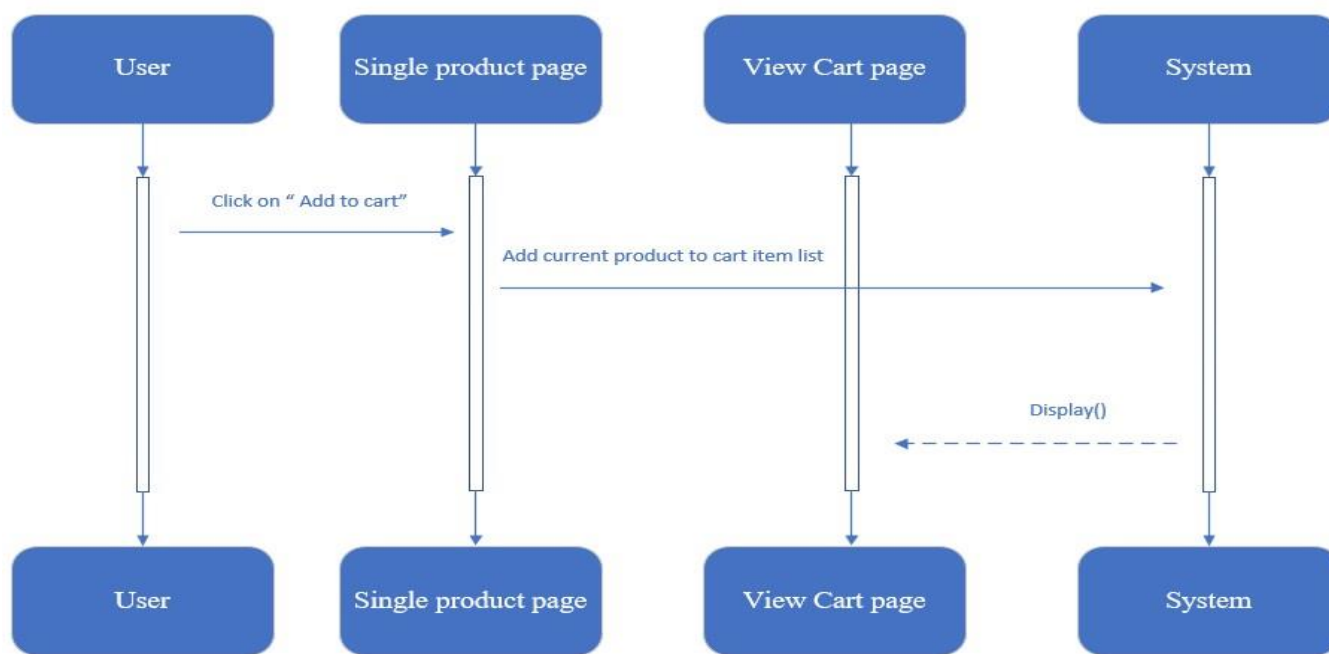 User
Single product page
View Cart page
System
Click on “ Add to cart”
Add current product to cart item list
Display()
User
Single product page
View Cart page
System